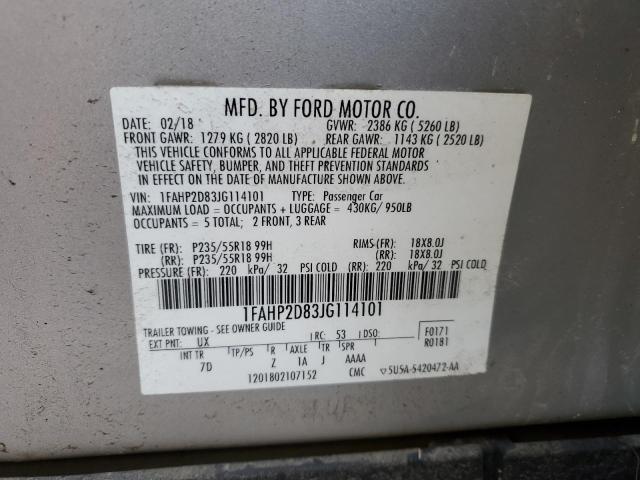 MFD. BY FORD MOTOR CO.
DATE: 02/18 GVWR: 2386 KG ( 5260 LB)
FRONT GAWR: 1279 KG ( 2820 LB) REAR GAWR: 1143 KG ( 2520 LB)
THIS VEHICLE CONFORMS TO ALL APPLICABLE FEDERAL MOTOR
VEHICLE SAFETY, BUMPER, AND THEFT PREVENTION STANDARDS
IN EFFECT ON THE DATE OF MANUFACTURE SHOWN ABOVE.
VIN: 1FAHP2D83JG114101 TYPE: Passenger Car
MAXIMUM LOAD = OCCUPANTS + LUGGAGE = 430KG/ 950LB
OCCUPANTS = 5 TOTAL; 2 FRONT, 3 REAR
TIRE (FR): P235/55R18 99H RIMS(FR): 18X8.0J
(RR): P235/55R18 99H (RR): 18X8.0J
PRESSURE (FR): 220 kPa/ 32 PSI COLD (RR): 220 kPa/ 32 PSI COLD
1FAHP2D83JG114101
TRAILER TOWING - SEE OWNER GUIDE F0171
EXT PNT: UX RC: 53 DSO: R0181
INT TR TP/PS R AXLE TR SPR
7D Z 1A J AAAA
1201802107152 CMC ▽5U5A-5420472-AA